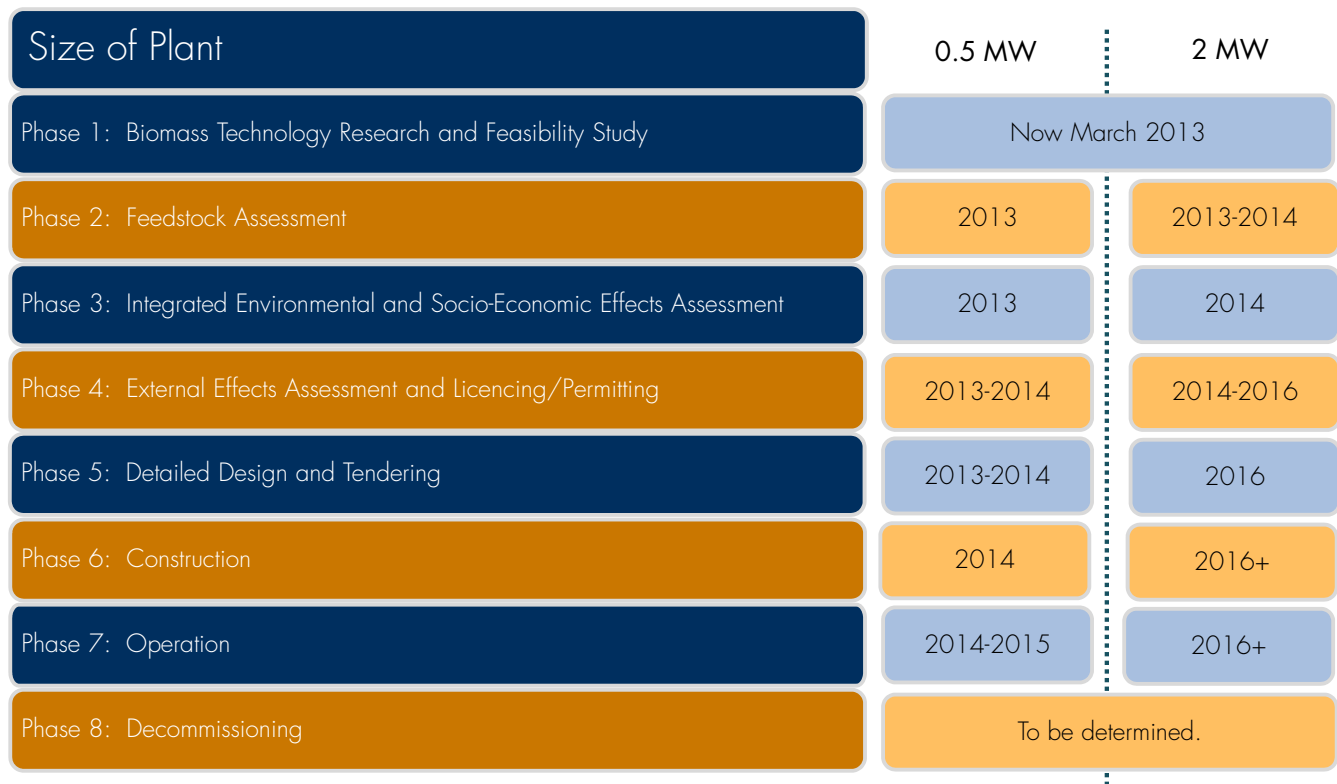 Size of Plant 0.5 MW 2 MW
Phase 1: Biomass Technology Research and Feasibility Study Now March 2013
Phase 2: Feedstock Assessment 2013 2013-2014
Phase 3: Integrated Environmental and Socio-Economic Effects Assessment 2013 2014
Phase 4: External Effects Assessment and Licencing/Permitting 2013-2014 2014-2016
Phase 5: Detailed Design and Tendering 2013-2014 2016
Phase 6: Construction 2014 2016+
Phase 7: Operation 2014-2015 2016+
Phase 8: Decommissioning To be determined.